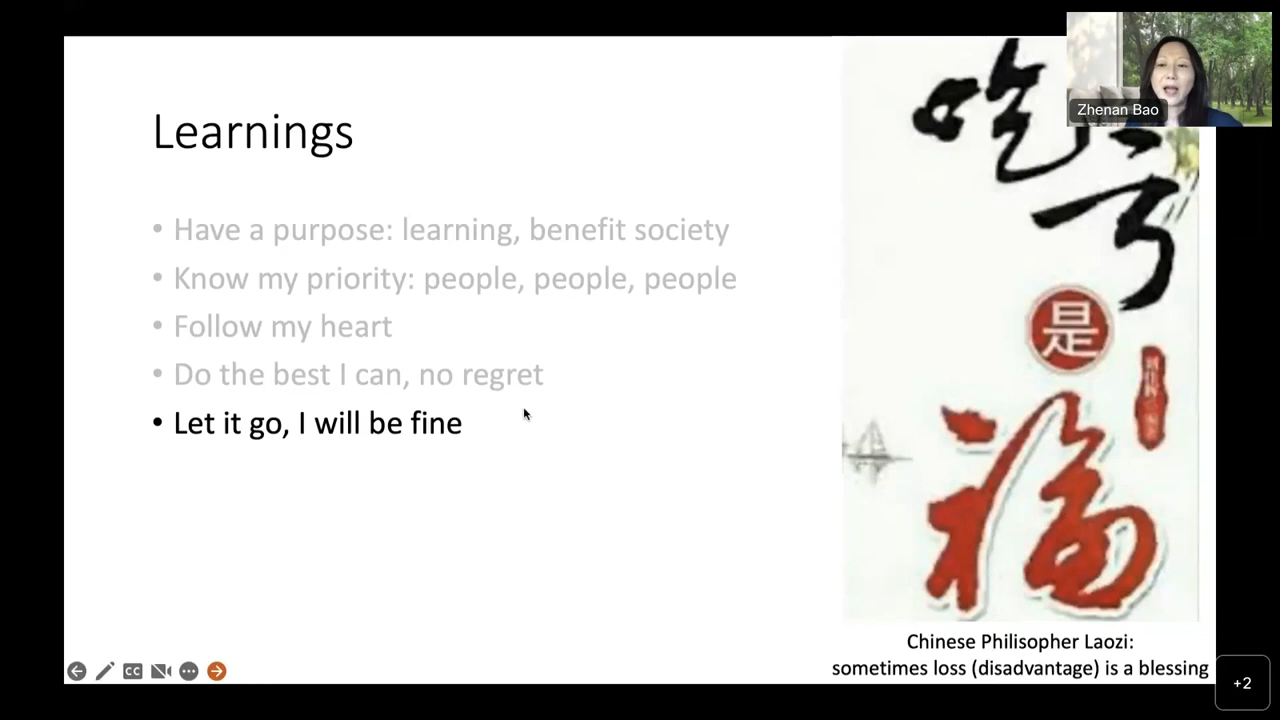 Learnings
• Have a purpose: learning, benefit society
• Know my priority: people, people, people
• Follow my heart
• Do the best I can, no regret
• Let it go, I will be fine
吃
亏
是
福
Chinese Philisopher Laozi:
sometimes loss (disadvantage) is a blessing
Zhenan Bao
CC
+2